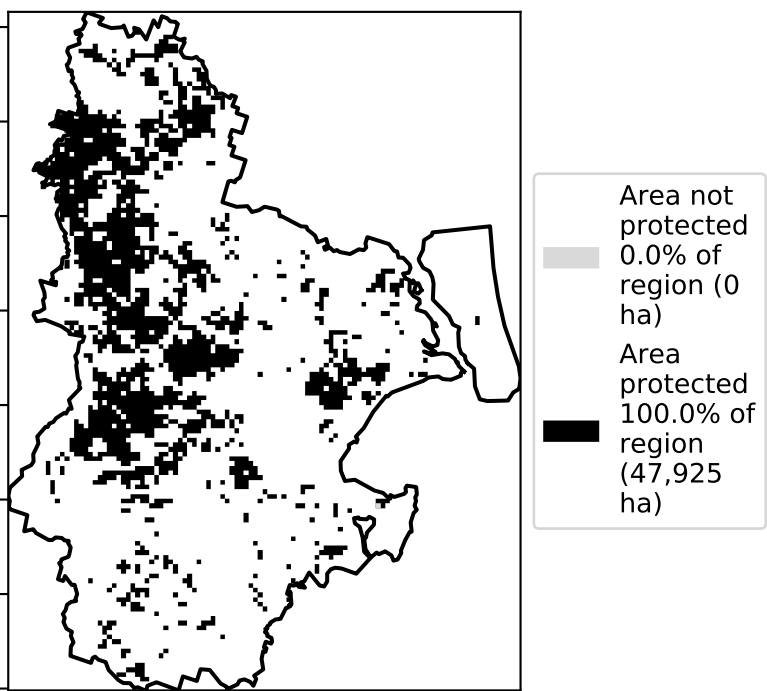 Area not
protected
0.0% of
region (0
ha)
Area
protected
100.0% of
region
(47,925
ha)